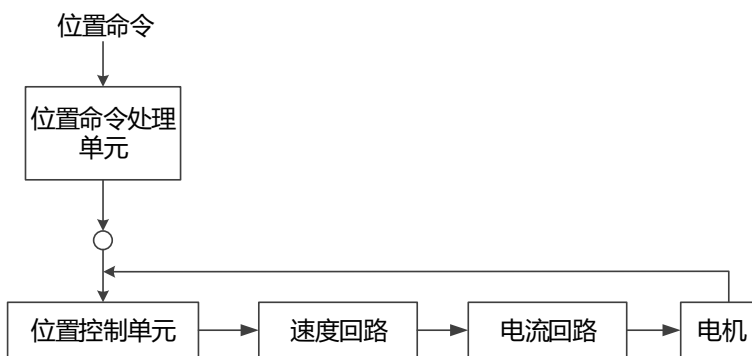 位置命令
位置命令处理
单元
位置控制单元
速度回路
电流回路
电机